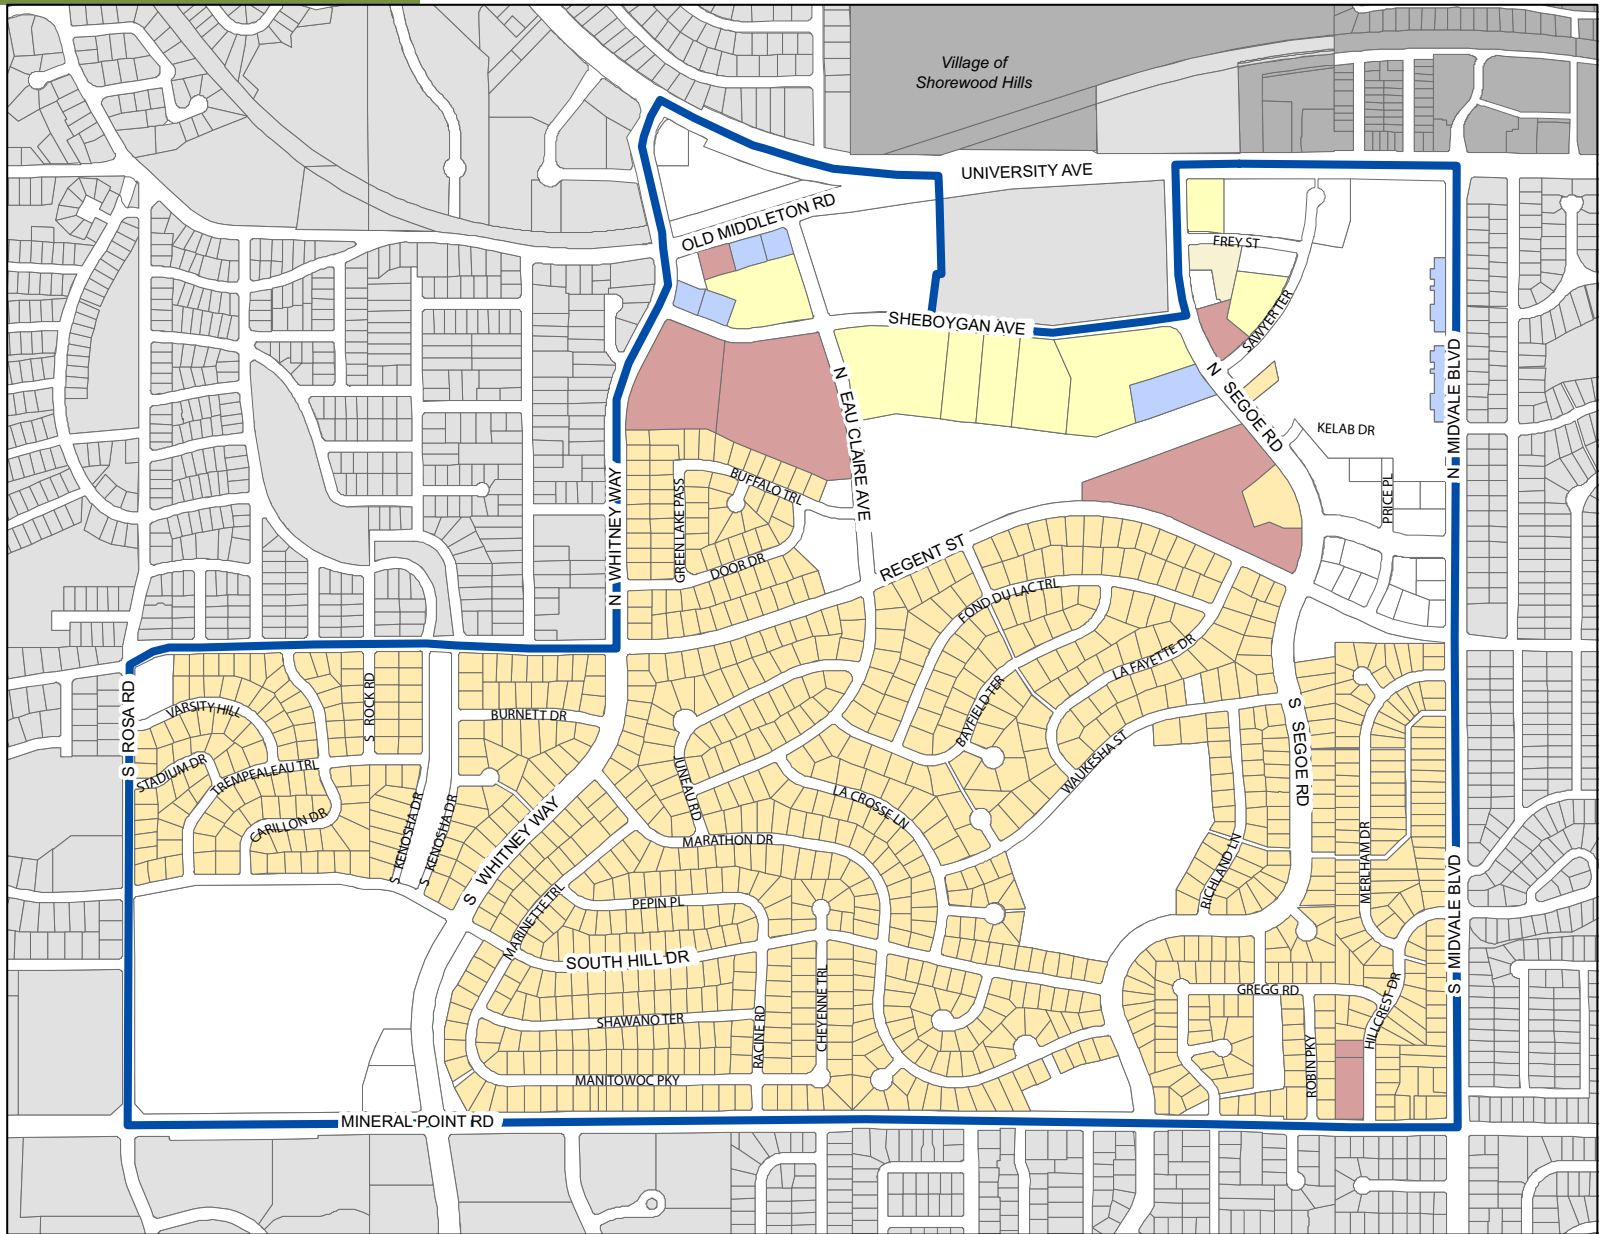 Village of
Shorewood Hills
UNIVERSITY AVE
OLD MIDDLETON RD
FREY ST
SAWYER TER
SHEBOYGAN AVE
N SEGOE RD
N EAU CLAIRE AVE
KELAB DR
N MIDVALE BLVD
PRICE PL
N WHITNEY WAY
GREEN LAKE PASS
BUFFALO TRL
DOOR DR
REGENT ST
FOND DU LAC TRL
LA FAYETTE DR
BAYFIELD TER
WAUKESHA ST
S ROSA RD
VARSITY HILL
S ROCK RD
BURNETT DR
STADIUM DR
TREMPEALEAU TRL
CARILLON DR
S KENOSHA DR
S KENOSHA DR
S WHITNEY WAY
JUNEAU RD
LA CROSSE LN
MARATHON DR
S SEGOE RD
MERLHAM DR
RICHLAND LN
S MIDVALE BLVD
MARINETTE TRL
PEPIN PL
SOUTH HILL DR
SHAWANO TER
RACINE RD
CHEYENNE TRL
MANITOWOC PKY
GREGG RD
HILLCREST DR
ROBIN PKY
MINERAL POINT RD